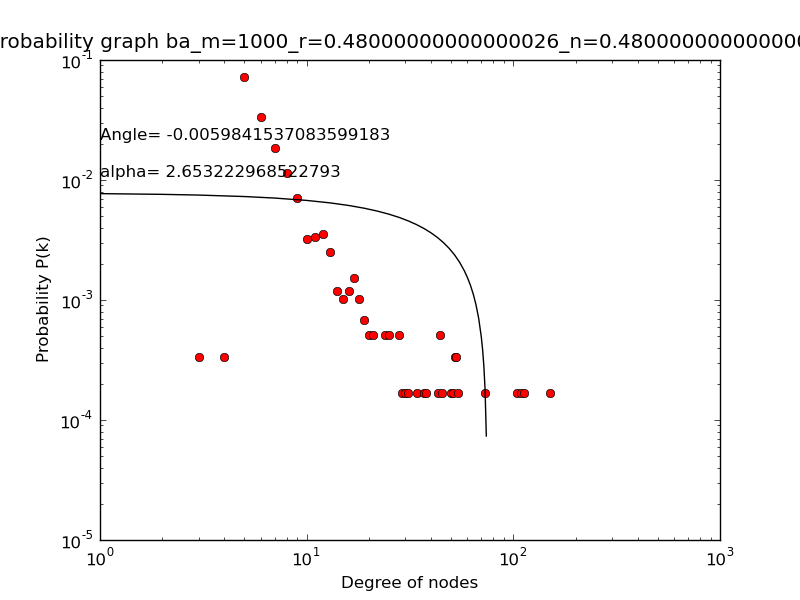 robability graph ba_m=1000_r=0.48000000000000026_n=0.4800000000000000
10^-1
Angle= -0.0059841537083599183
alpha= 2.653222968522793
10^-2
Probability P(k)
10^-3
10^-4
10^-5
10^0 10^1 10^2 10^3
Degree of nodes